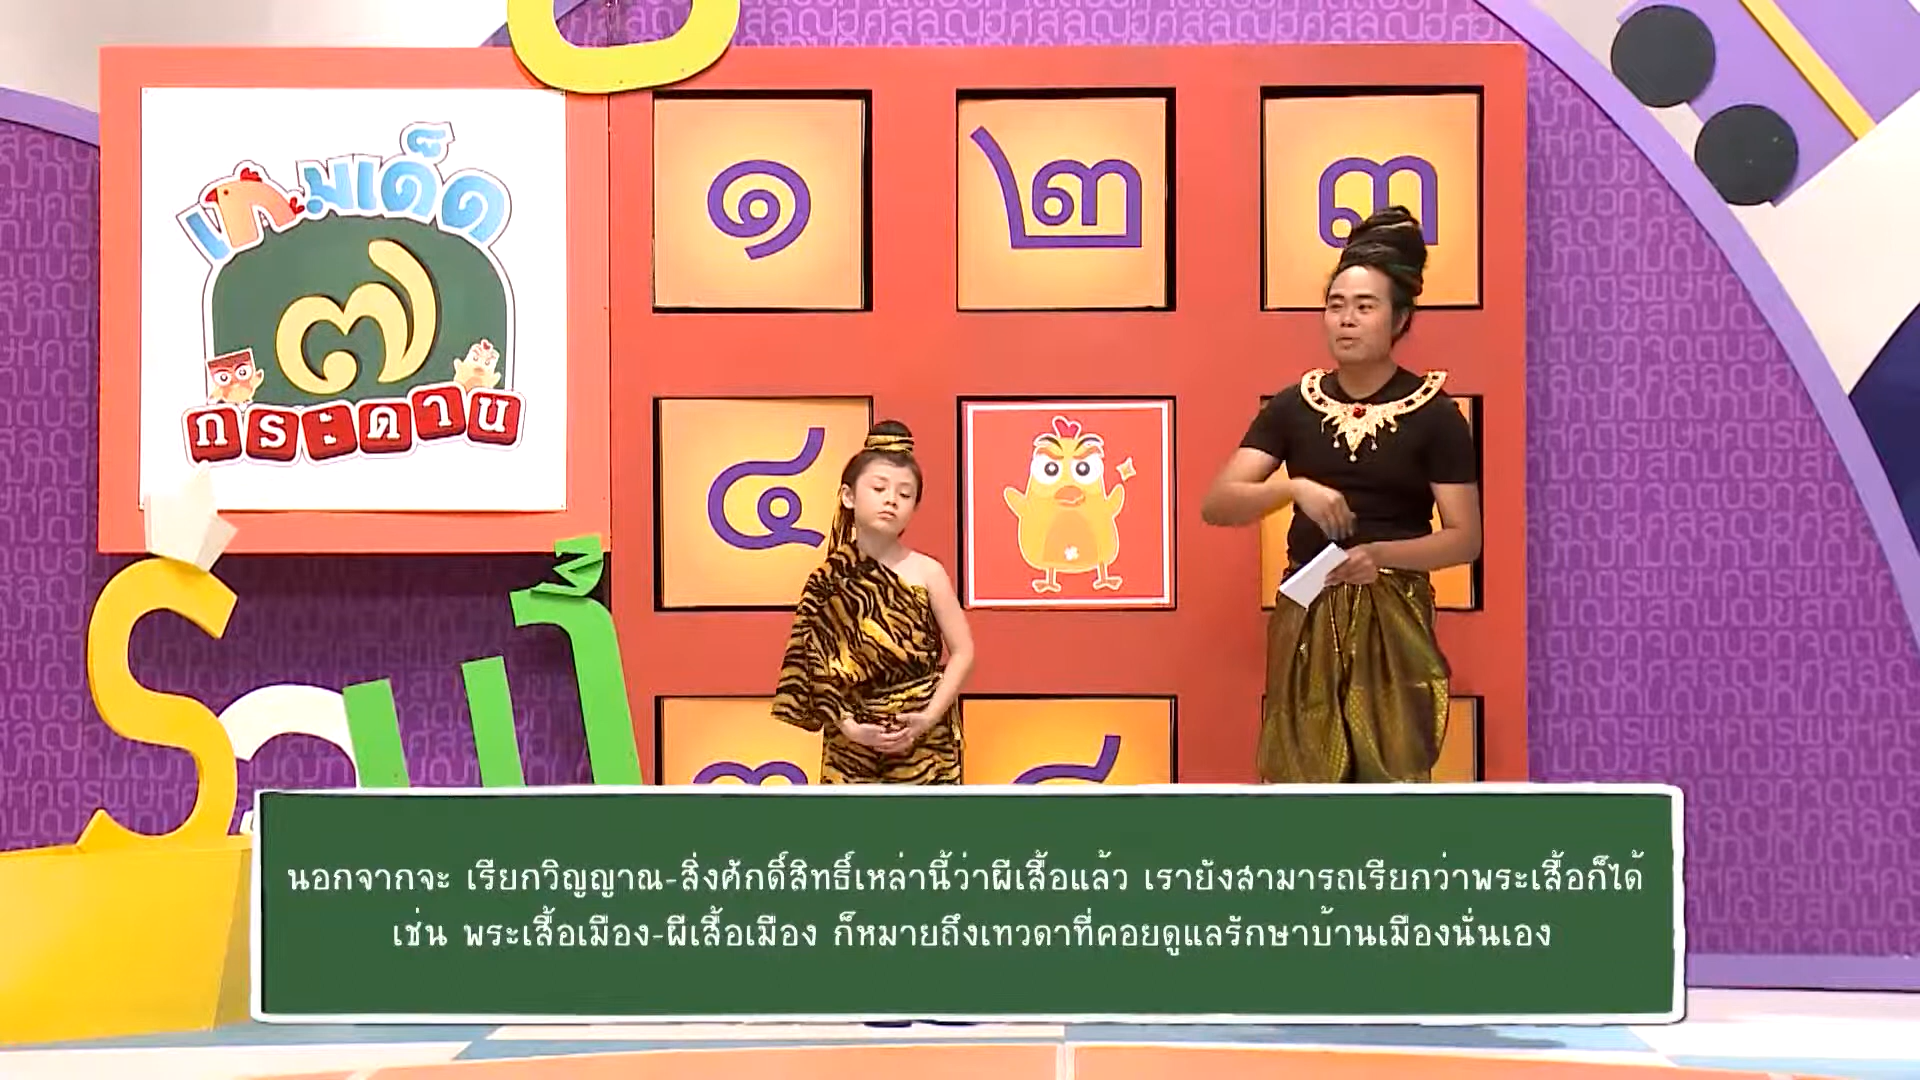 เกมเด็ด
๗
กระดาน
๑ ๒ ๓
๔
รู้
นอกจากจะ เรียกวิญญาณ-สิ่งศักดิ์สิทธิ์เหล่านี้ว่าผีเสื้อแล้ว เรายังสามารถเรียกว่าพระเสื้อก็ได้
เช่น พระเสื้อเมือง-ผีเสื้อเมือง ก็หมายถึงเทวดาที่คอยดูแลรักษาบ้านเมืองนั่นเอง